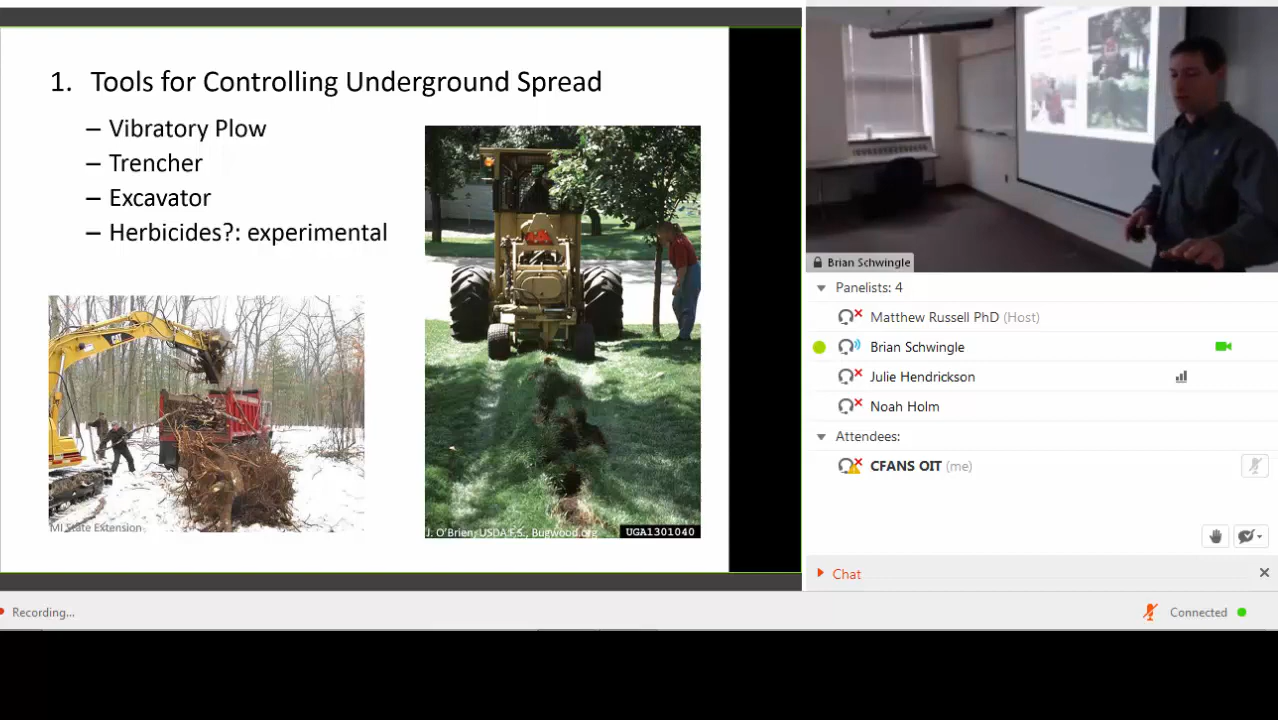 1. Tools for Controlling Underground Spread
– Vibratory Plow
– Trencher
– Excavator
– Herbicides?: experimental
CAT
MI State Extension
J. O'Brien, USDA F.S., Bugwood.org
UGA1301040
Brian Schwingle
Panelists: 4
Matthew Russell PhD (Host)
Brian Schwingle
Julie Hendrickson
Noah Holm
Attendees:
CFANS OIT (me)
Chat
Recording...
Connected